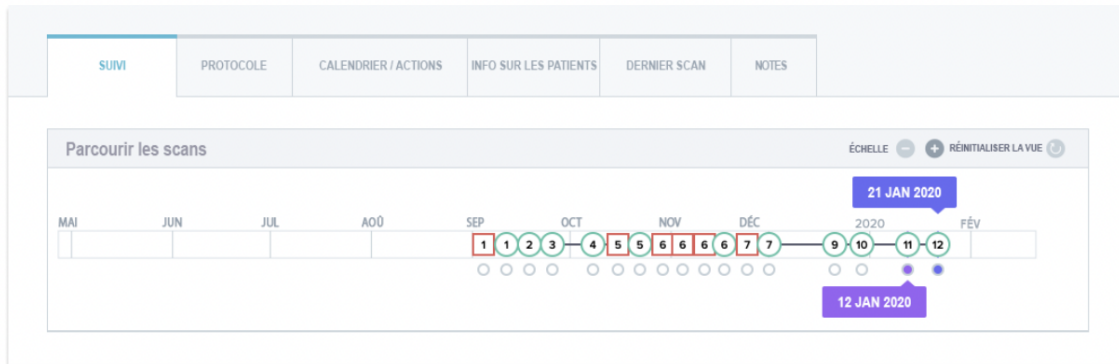 SUIVI PROTOCOLE CALENDRIER / ACTIONS INFO SUR LES PATIENTS DERNIER SCAN NOTES
Parcourir les scans ÉCHELLE RÉINITIALISER LA VUE
21 JAN 2020
MAI JUN JUL AOÛ SEP OCT NOV DÉC 2020 FÉV
1 1 2 3 4 5 5 6 6 6 6 7 7 9 10 11 12
12 JAN 2020